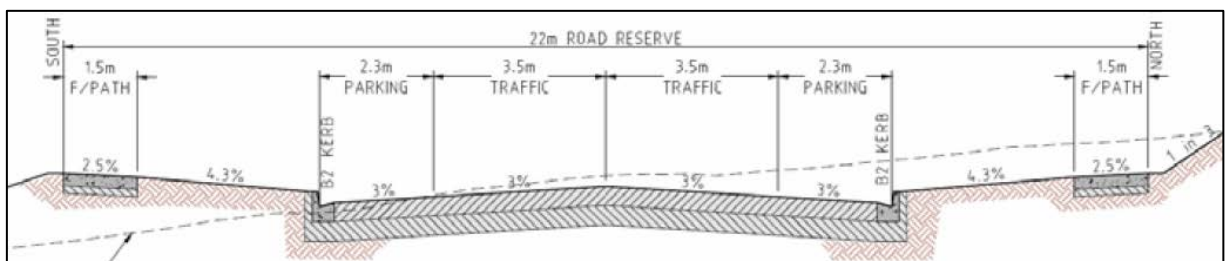 SOUTH
22m ROAD RESERVE
NORTH
1.5m
F/PATH
2.3m
PARKING
3.5m
TRAFFIC
3.5m
TRAFFIC
2.3m
PARKING
1.5m
F/PATH
B2 KERB
B2 KERB
2.5%
4.3%
3%
3%
3%
3%
4.3%
2.5%
1 in 3